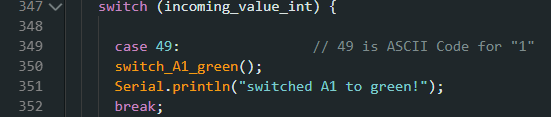 347 switch (incoming_value_int) {
348
349 case 49: // 49 is ASCII Code for "1"
350 switch_A1_green();
351 Serial.println("switched A1 to green!");
352 break;